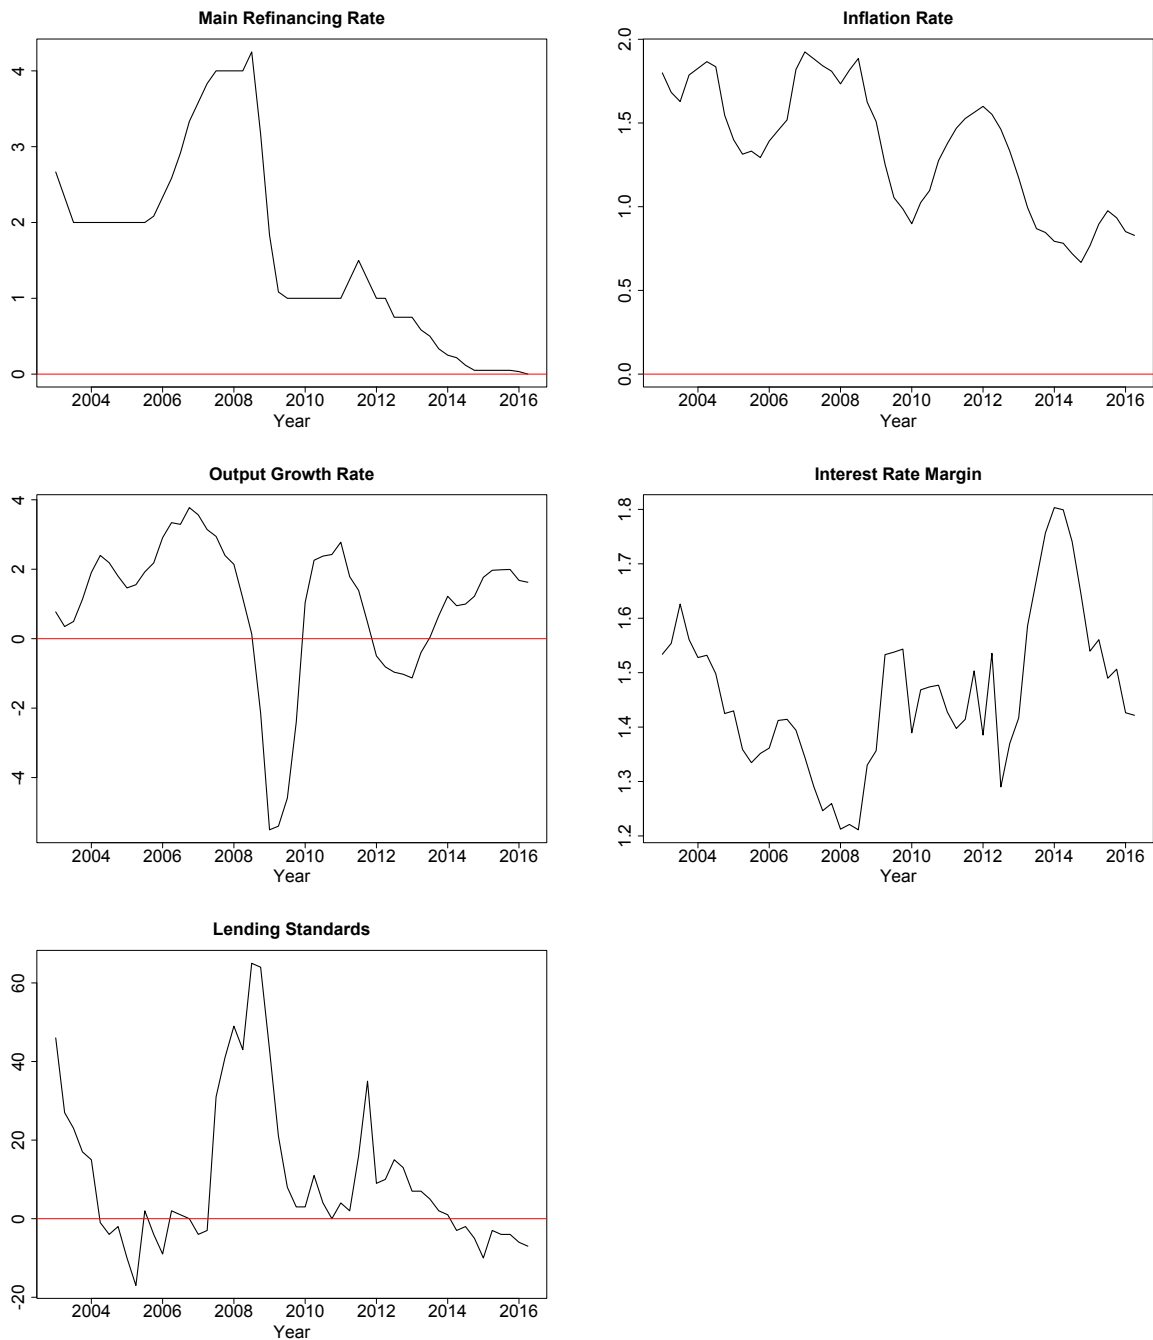 Main Refinancing Rate
4
3
2
1
0
2004 2006 2008 2010 2012 2014 2016
Year
Inflation Rate
2.0
1.5
1.0
0.5
0.0
2004 2006 2008 2010 2012 2014 2016
Year
Output Growth Rate
4
2
0
-2
-4
2004 2006 2008 2010 2012 2014 2016
Year
Interest Rate Margin
1.8
1.7
1.6
1.5
1.4
1.3
1.2
2004 2006 2008 2010 2012 2014 2016
Year
Lending Standards
60
40
20
0
-20
2004 2006 2008 2010 2012 2014 2016
Year